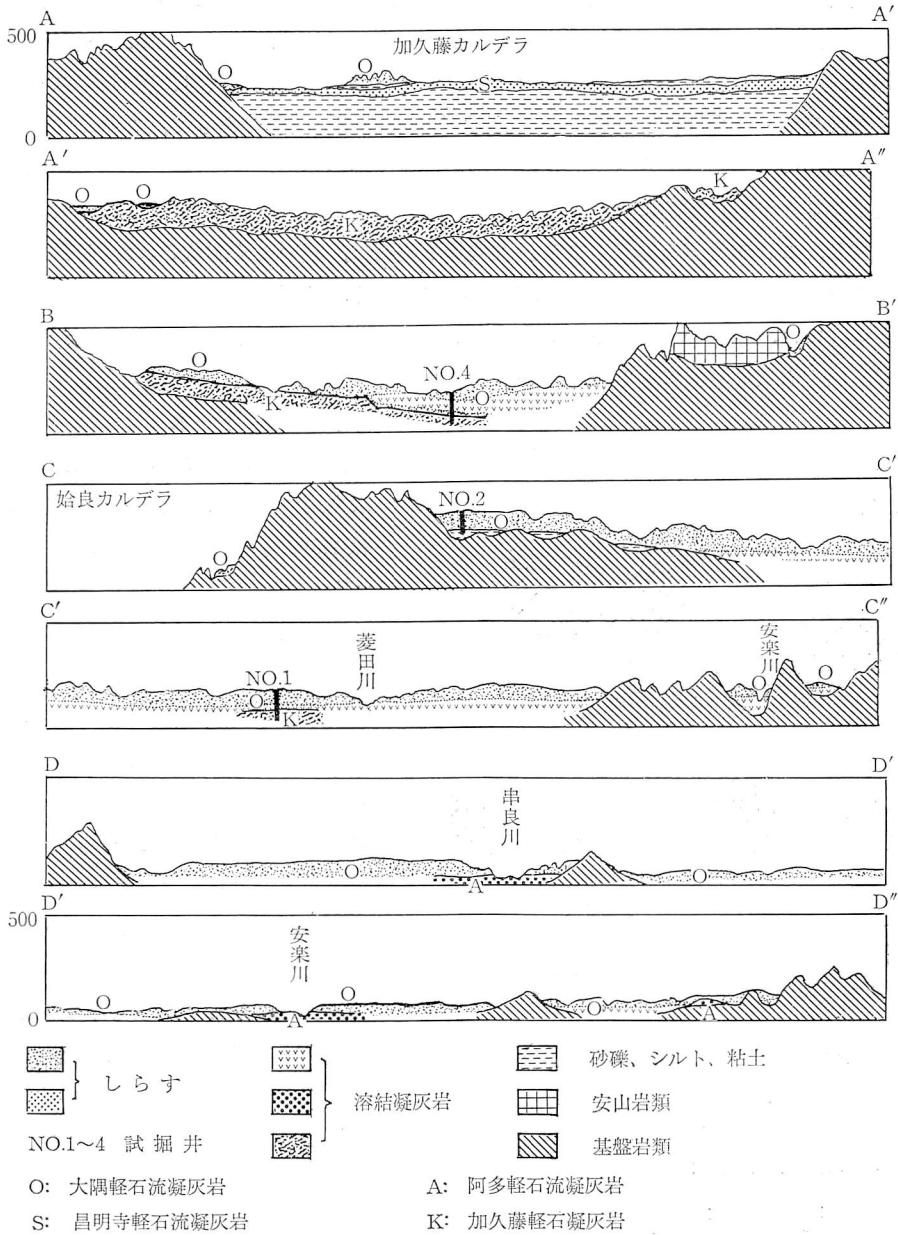 A A′
500
加久藤カルデラ
O O S
0
A′ A″
O O K
K
B B′
O NO.4 O
K O
C C′
姶良カルデラ NO.2
O O
C′ C″
菱田川 安楽川
NO.1
O O O
K
D D′
串良川
O A O
D′ D″
500
安楽川
O O
0
A O A
しらす
溶結凝灰岩
砂礫、シルト、粘土
安山岩類
基盤岩類
NO.1~4 試掘井
O: 大隅軽石流凝灰岩
A: 阿多軽石流凝灰岩
S: 昌明寺軽石流凝灰岩
K: 加久藤軽石凝灰岩